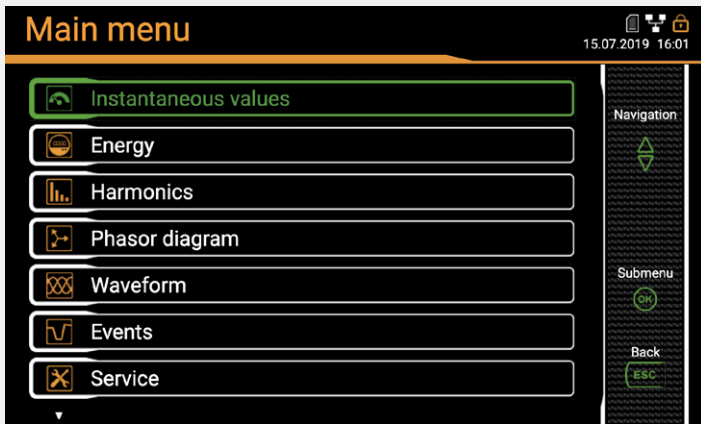 Main menu
15.07.2019 16:01
Instantaneous values
Energy
Harmonics
Phasor diagram
Waveform
Events
Service
Navigation
Submenu
OK
Back
ESC